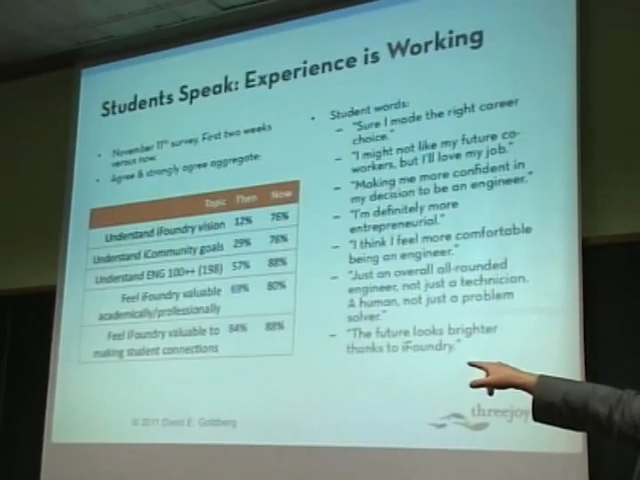 Students Speak: Experience is Working
• November 11th survey. First two weeks
versus now.
• Agree & strongly agree aggregate.
Topic Then Now
Understand iFoundry vision 12% 76%
Understand iCommunity goals 29% 76%
Understand ENG 100++ (198) 57% 88%
Feel iFoundry valuable
academically/professionally 69% 80%
Feel iFoundry valuable to
making student connections 84% 88%
• Student words:
– "Sure I made the right career
choice."
– "I might not like my future co-
workers, but I'll love my job."
– "Making me more confident in
my decision to be an engineer."
– "I'm definitely more
entrepreneurial."
– "I think I feel more comfortable
being an engineer."
– "Just an overall all-rounded
engineer, not just a technician.
A human, not just a problem
solver."
– "The future looks brighter
thanks to iFoundry."
© 2011 David E. Goldberg
threejoy